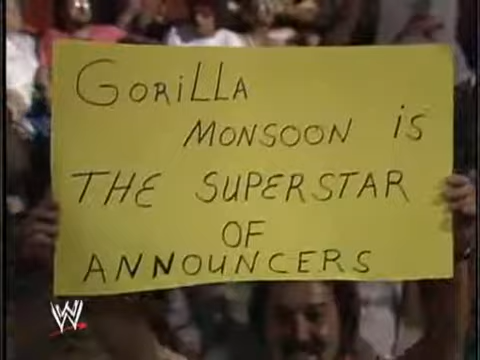 GORiLLA
MONSOON iS
THE SUPERSTAR
OF
ANNOUNCERS
W